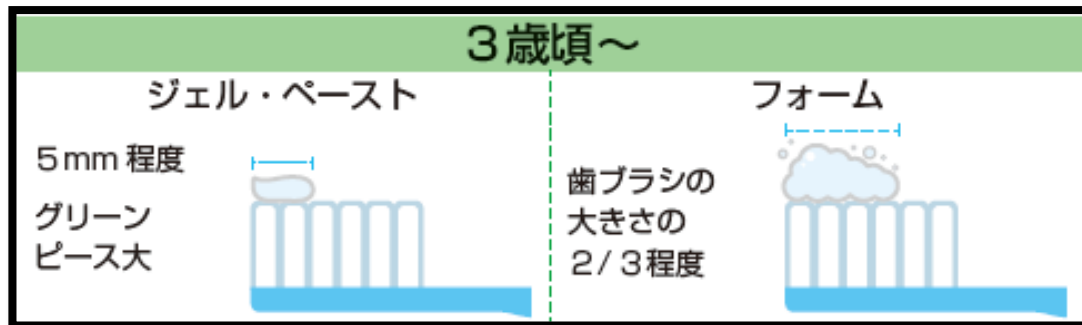 3歳頃~
ジェル・ペースト
5mm 程度
グリーン
ピース大
フォーム
歯ブラシの
大きさの
2/3程度